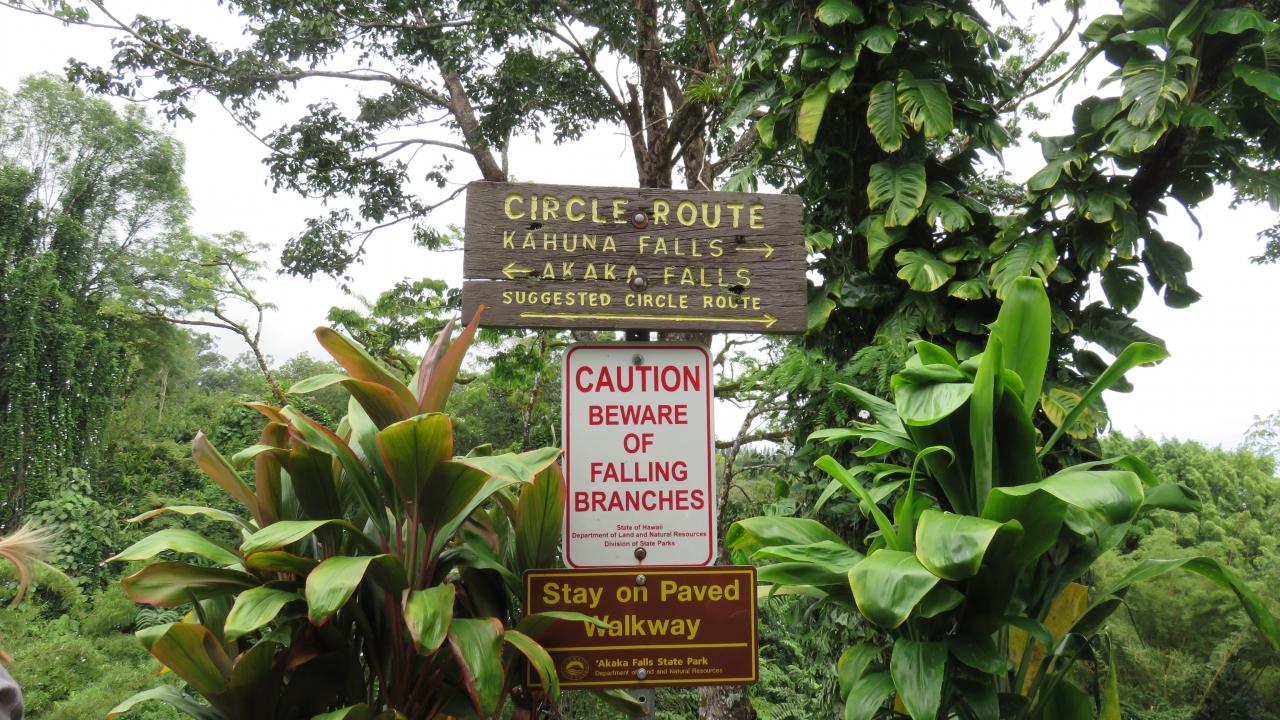 CIRCLE ROUTE
KAHUNA FALLS →
← AKAKA FALLS
SUGGESTED CIRCLE ROUTE
CAUTION
BEWARE
OF
FALLING
BRANCHES
State of Hawaii
Department of Land and Natural Resources
Division of State Parks
Stay on Paved
Walkway
'Akaka Falls State Park
Department of Land and Natural Resources